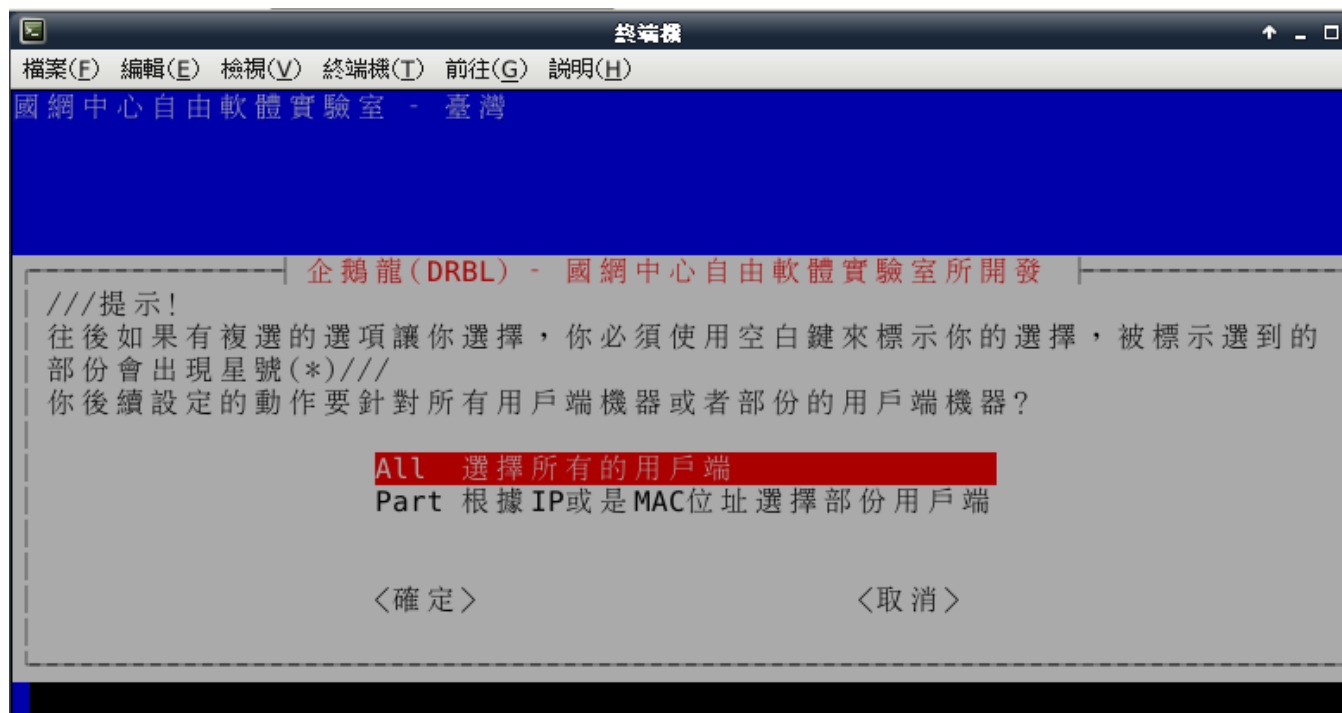 終端機
檔案(F) 編輯(E) 檢視(V) 終端機(T) 前往(G) 説明(H)
國網中心自由軟體實驗室 - 臺灣
企鵝龍(DRBL) - 國網中心自由軟體實驗室所開發
///提示!
往後如果有複選的選項讓你選擇，你必須使用空白鍵來標示你的選擇，被標示選到的
部份會出現星號(*)///
你後續設定的動作要針對所有用戶端機器或者部份的用戶端機器?
All 選擇所有的用戶端
Part 根據IP或是MAC位址選擇部份用戶端
<確定> <取消>